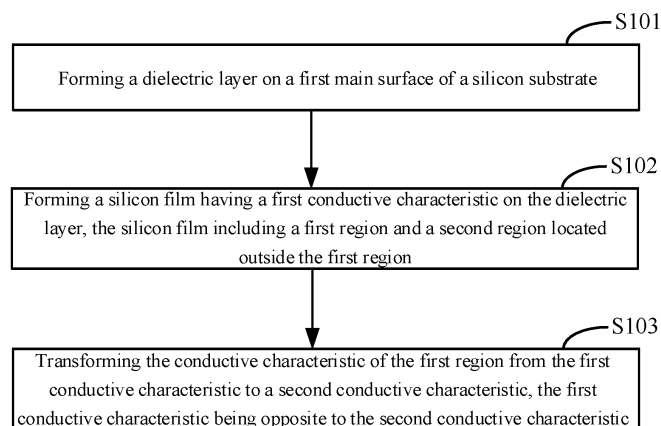 S101
Forming a dielectric layer on a first main surface of a silicon substrate
S102
Forming a silicon film having a first conductive characteristic on the dielectric
layer, the silicon film including a first region and a second region located
outside the first region
S103
Transforming the conductive characteristic of the first region from the first
conductive characteristic to a second conductive characteristic, the first
conductive characteristic being opposite to the second conductive characteristic